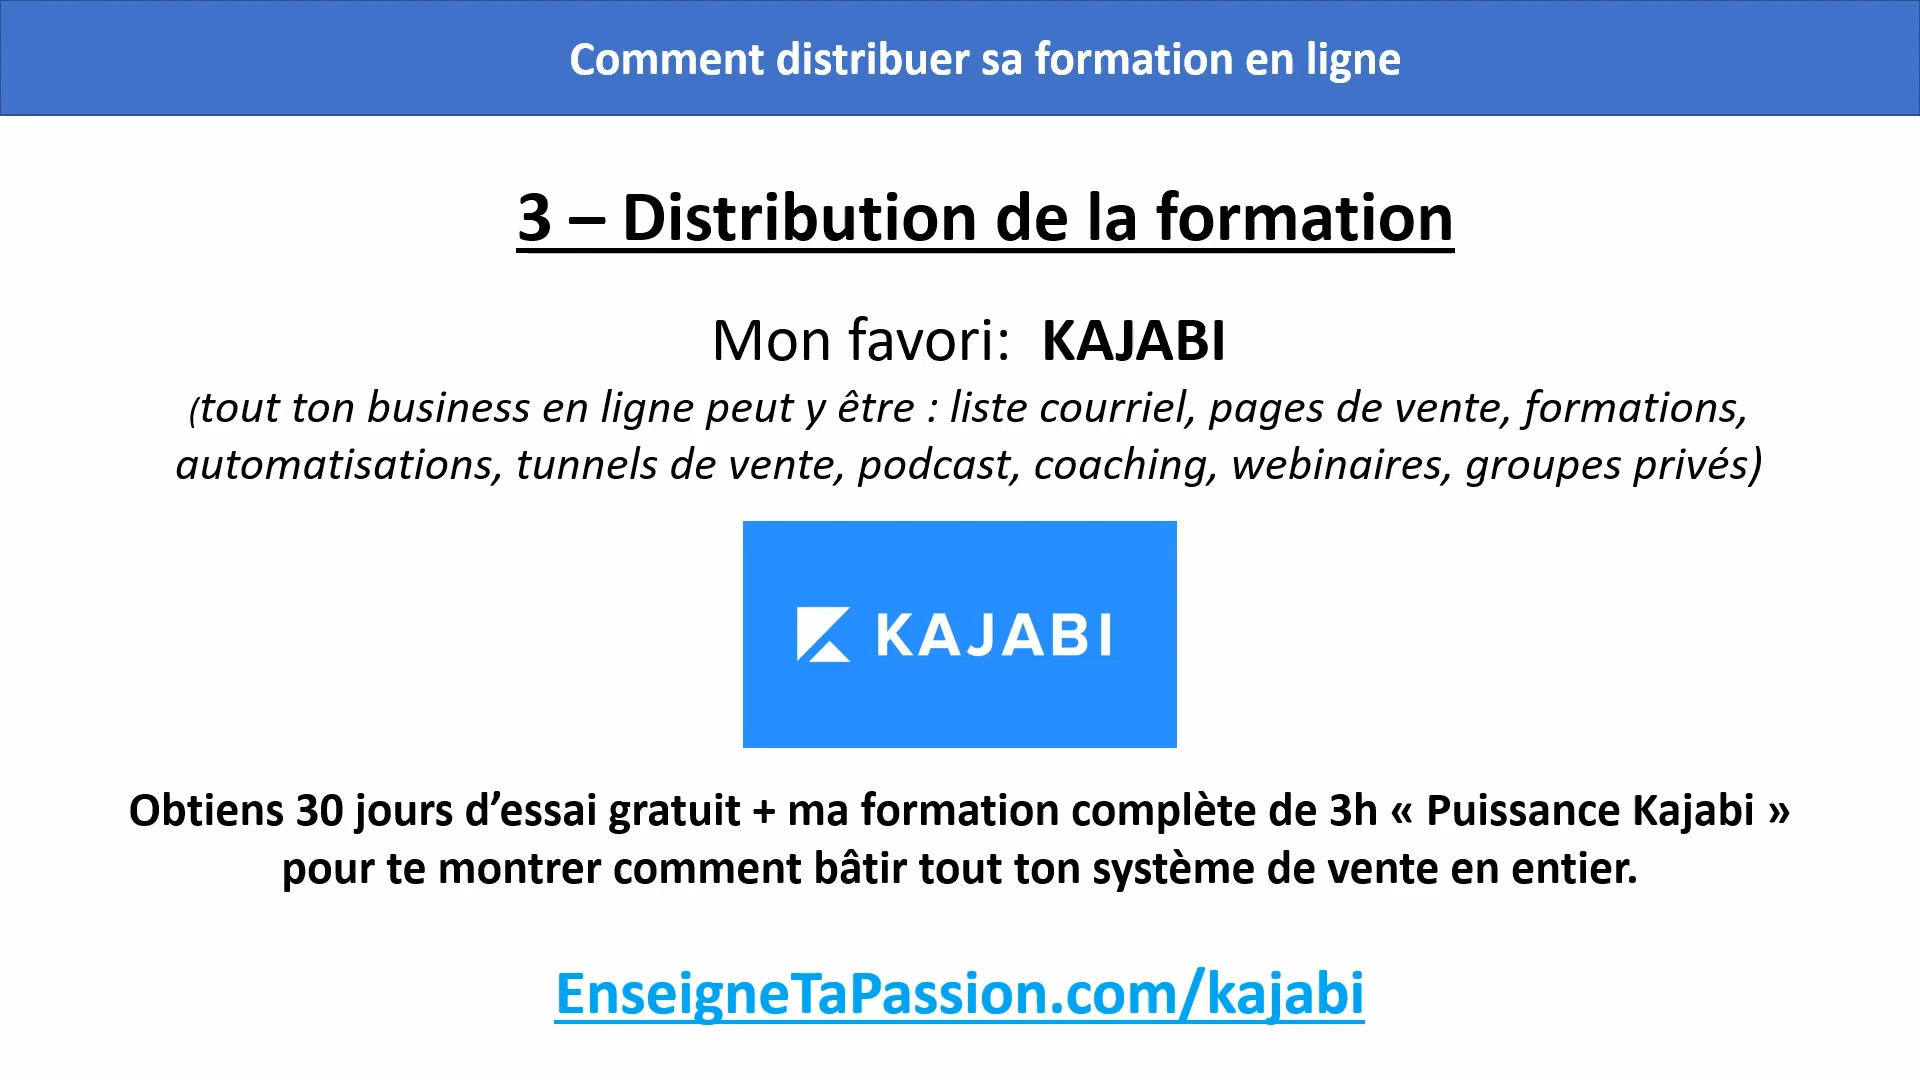 Comment distribuer sa formation en ligne
3 – Distribution de la formation
Mon favori: KAJABI
(tout ton business en ligne peut y être : liste courriel, pages de vente, formations,
automatisations, tunnels de vente, podcast, coaching, webinaires, groupes privés)
KAJABI
Obtiens 30 jours d’essai gratuit + ma formation complète de 3h « Puissance Kajabi »
pour te montrer comment bâtir tout ton système de vente en entier.
EnseigneTaPassion.com/kajabi